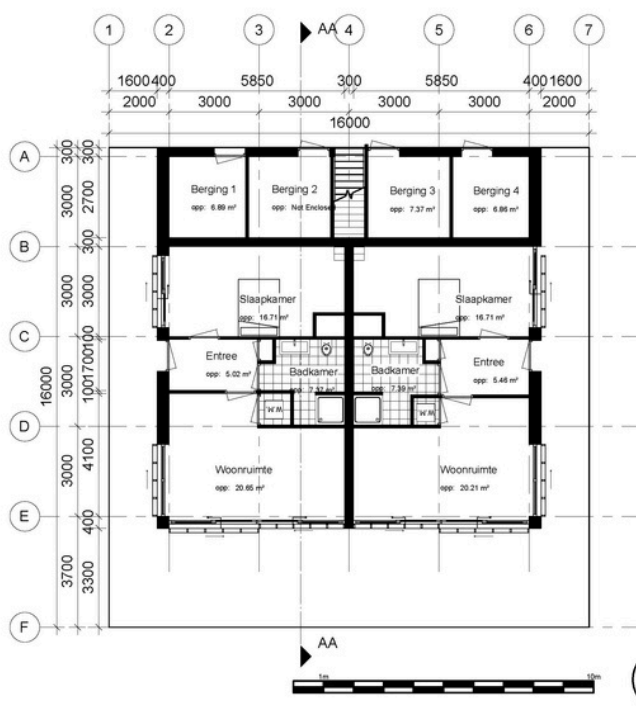 AA
1 2 3 4 5 6 7
1600 400 5850 300 5850 400 1600
2000 3000 3000 3000 3000 2000
16000
A
B
C
D
E
F
300 3000 3000 3000 3000 3700
16000
300 2700 300 3000 100 1700 100 4100 400 3300
Berging 1
opp: 6.89 m²
Berging 2
opp: Not Enclosed
Berging 3
opp: 7.37 m²
Berging 4
opp: 6.86 m²
Slaapkamer
opp: 16.71 m²
Slaapkamer
opp: 16.71 m²
Entree
opp: 5.02 m²
Badkamer
opp: 7.37 m²
Badkamer
opp: 7.39 m²
Entree
opp: 5.46 m²
W.M.
W.M.
Woonruimte
opp: 20.65 m²
Woonruimte
opp: 20.21 m²
AA
1m 10m